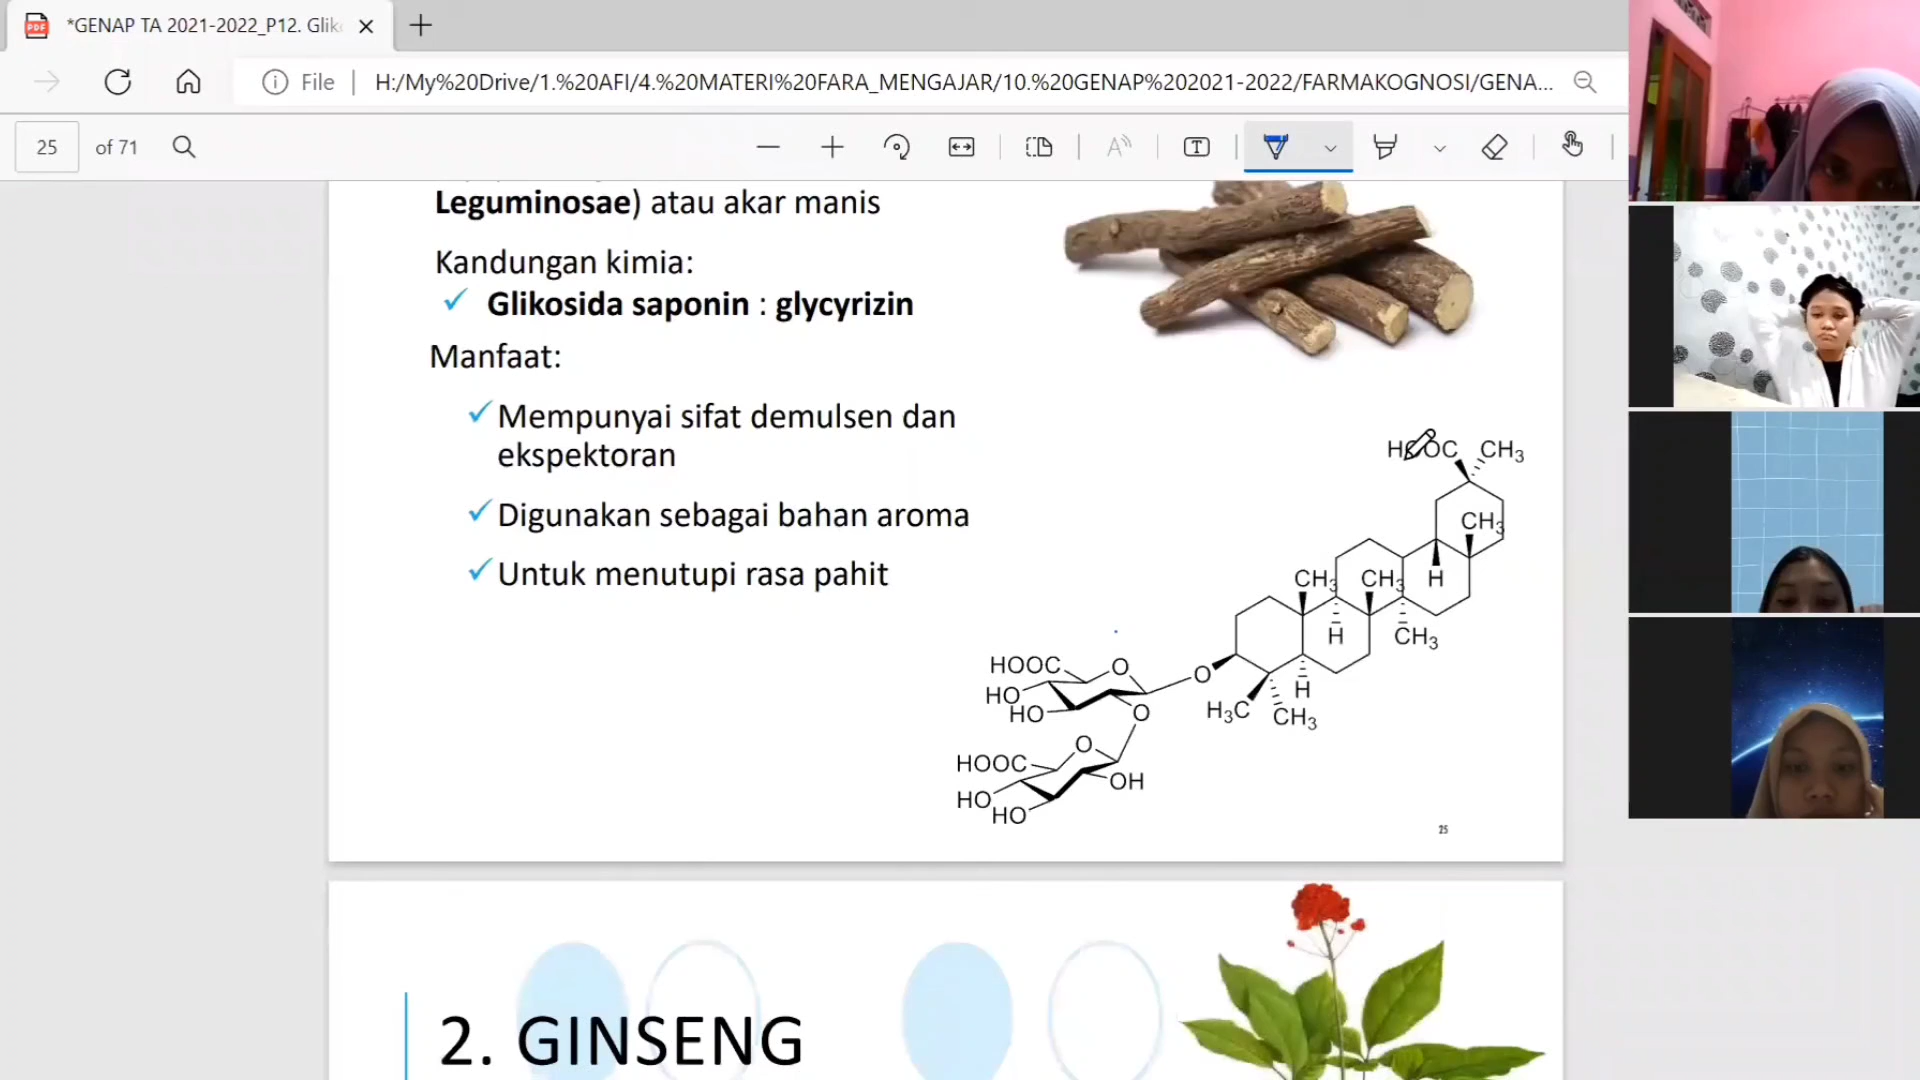 *GENAP TA 2021-2022_P12. Glik
File
H:/My%20Drive/1.%20AFI/4.%20MATERI%20FARA_MENGAJAR/10.%20GENAP%202021-2022/FARMAKOGNOSI/GENA...
25 of 71
Leguminosae) atau akar manis
Kandungan kimia:
✓ Glikosida saponin : glycyrizin
Manfaat:
✓ Mempunyai sifat demulsen dan
ekspektoran
✓ Digunakan sebagai bahan aroma
✓ Untuk menutupi rasa pahit
HOOC CH3
CH3
CH3 CH3 H
H CH3
HOOC O O
H
HO
HO O H3C CH3
O
HOOC OH
HO
HO
25
2. GINSENG